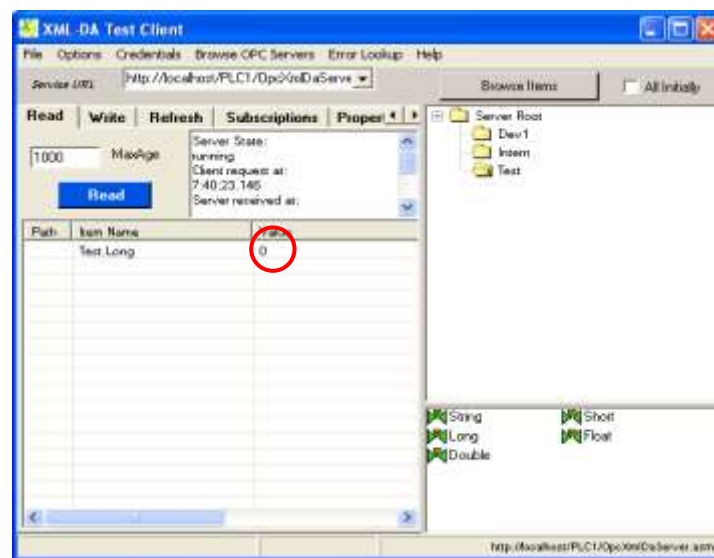 XML-DA Test Client
File Options Credentials Browse OPC Servers Error Lookup Help
Service URL http://localhost/PLC1/OpcXmlDaServe Browse Items All Initially
Read Write Refresh Subscriptions Proper
1000 MaxAge
Read
Server State:
running
Client request at:
7:40:23.146
Server received at:
Path Item Name Value
Test Long 0
Server Root
Dev1
Intern
Test
String Short
Long Float
Double
http://localhost/PLC1/OpcXmlDaServer.asm